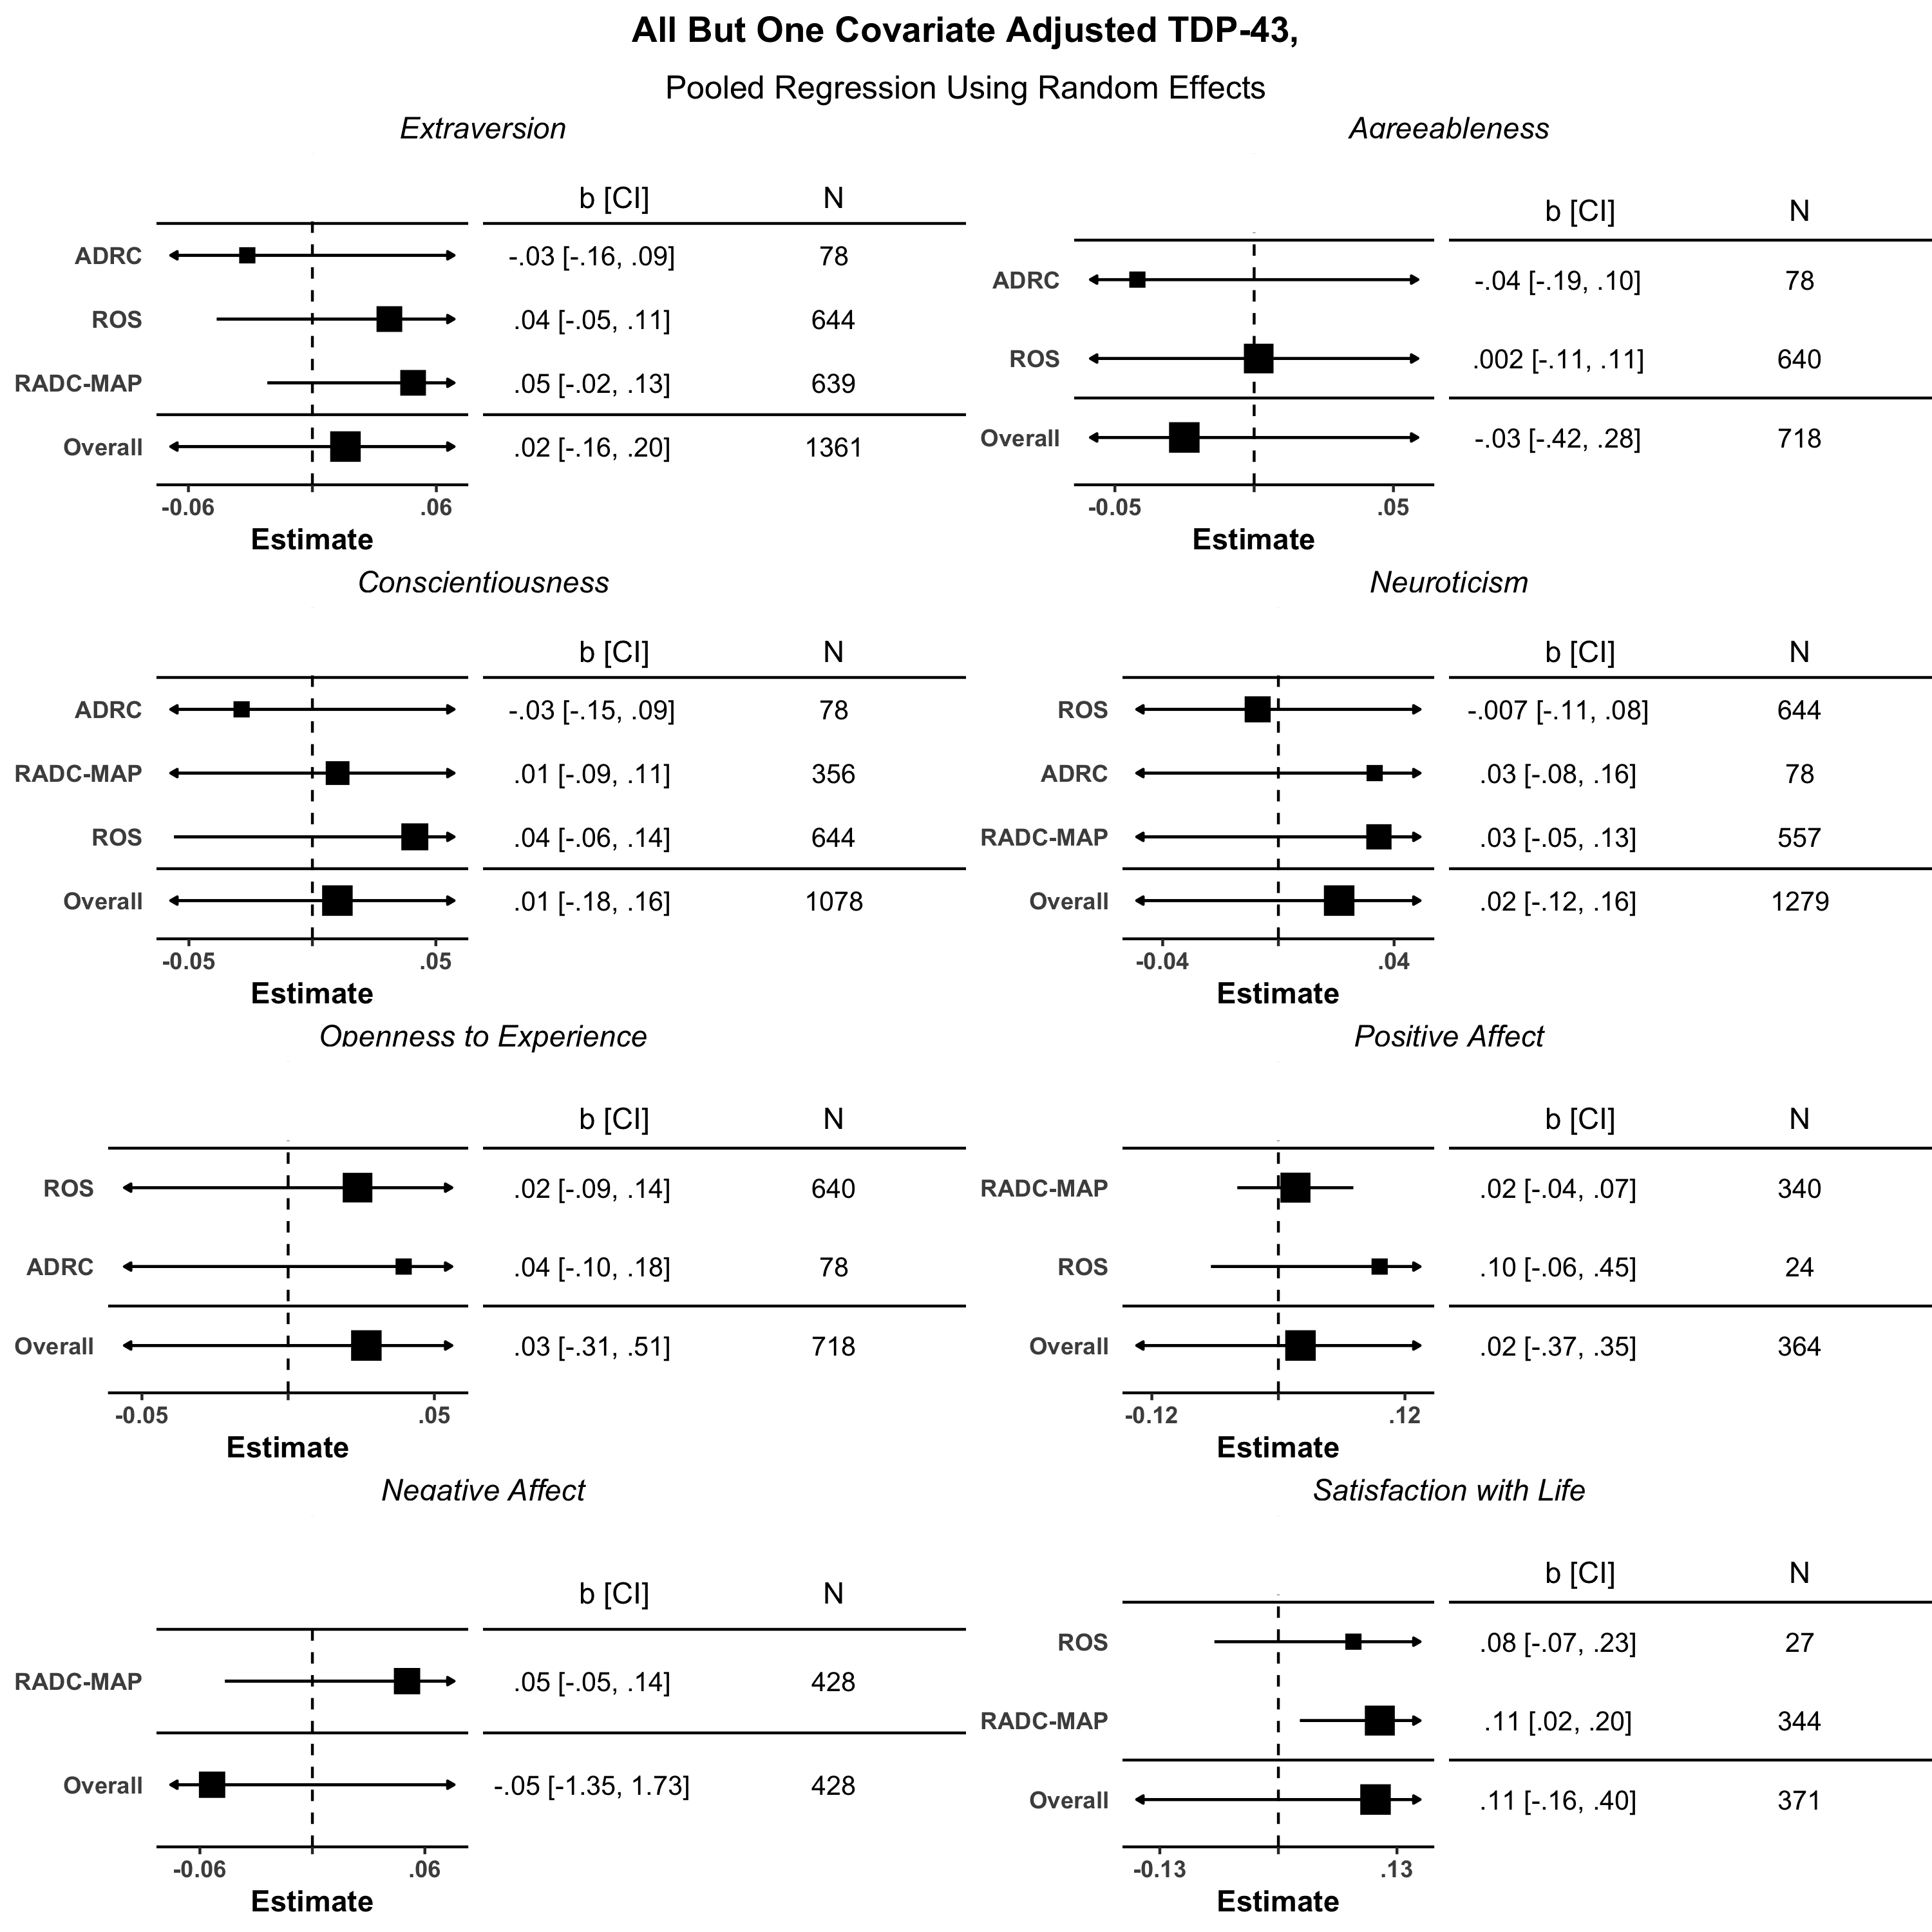 All But One Covariate Adjusted TDP-43,
Pooled Regression Using Random Effects
Extraversion
b [CI] N
ADRC -.03 [-.16, .09] 78
ROS .04 [-.05, .11] 644
RADC-MAP .05 [-.02, .13] 639
Overall .02 [-.16, .20] 1361
-0.06 .06
Estimate
Agreeableness
b [CI] N
ADRC -.04 [-.19, .10] 78
ROS .002 [-.11, .11] 640
Overall -.03 [-.42, .28] 718
-0.05 .05
Estimate
Conscientiousness
b [CI] N
ADRC -.03 [-.15, .09] 78
RADC-MAP .01 [-.09, .11] 356
ROS .04 [-.06, .14] 644
Overall .01 [-.18, .16] 1078
-0.05 .05
Estimate
Neuroticism
b [CI] N
ROS -.007 [-.11, .08] 644
ADRC .03 [-.08, .16] 78
RADC-MAP .03 [-.05, .13] 557
Overall .02 [-.12, .16] 1279
-0.04 .04
Estimate
Openness to Experience
b [CI] N
ROS .02 [-.09, .14] 640
ADRC .04 [-.10, .18] 78
Overall .03 [-.31, .51] 718
-0.05 .05
Estimate
Positive Affect
b [CI] N
RADC-MAP .02 [-.04, .07] 340
ROS .10 [-.06, .45] 24
Overall .02 [-.37, .35] 364
-0.12 .12
Estimate
Negative Affect
b [CI] N
RADC-MAP .05 [-.05, .14] 428
Overall -.05 [-1.35, 1.73] 428
-0.06 .06
Estimate
Satisfaction with Life
b [CI] N
ROS .08 [-.07, .23] 27
RADC-MAP .11 [.02, .20] 344
Overall .11 [-.16, .40] 371
-0.13 .13
Estimate